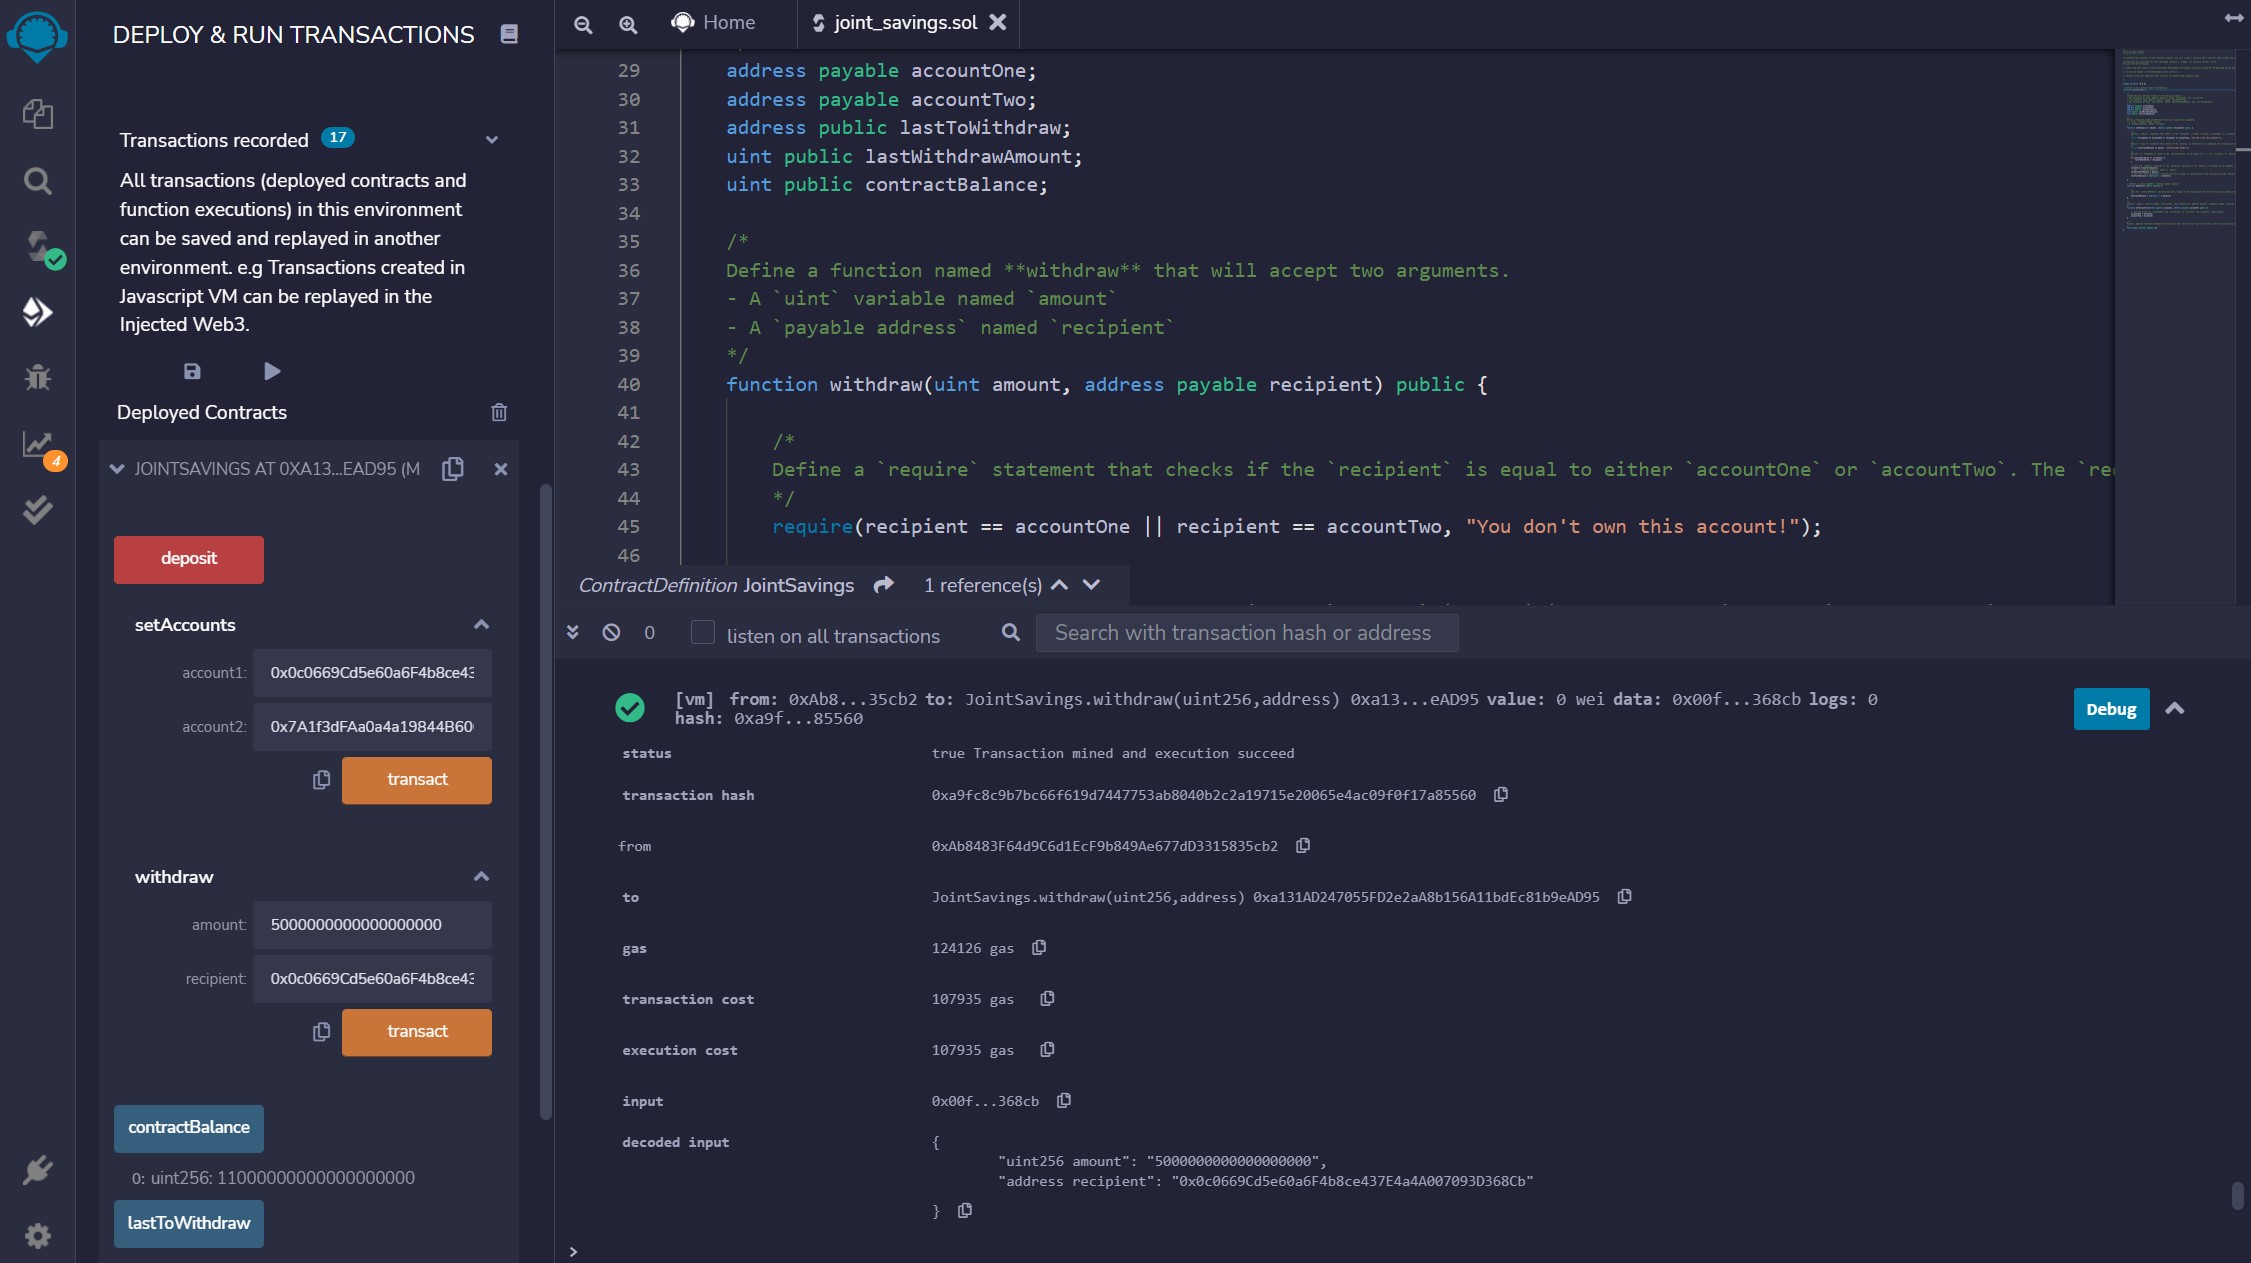 DEPLOY & RUN TRANSACTIONS
Transactions recorded 17
All transactions (deployed contracts and
function executions) in this environment
can be saved and replayed in another
environment. e.g Transactions created in
Javascript VM can be replayed in the
Injected Web3.
Deployed Contracts
4
JOINTSAVINGS AT 0XA13...EAD95 (M
deposit
setAccounts
account1: 0x0c0669Cd5e60a6F4b8ce43
account2: 0x7A1f3dFAa0a4a19844B60
transact
withdraw
amount: 5000000000000000000
recipient: 0x0c0669Cd5e60a6F4b8ce43
transact
contractBalance
0: uint256: 11000000000000000000
lastToWithdraw
Home joint_savings.sol
29 address payable accountOne;
30 address payable accountTwo;
31 address public lastToWithdraw;
32 uint public lastWithdrawAmount;
33 uint public contractBalance;
34
35 /*
36 Define a function named **withdraw** that will accept two arguments.
37 - A `uint` variable named `amount`
38 - A `payable address` named `recipient`
39 */
40 function withdraw(uint amount, address payable recipient) public {
41
42 /*
43 Define a `require` statement that checks if the `recipient` is equal to either `accountOne` or `accountTwo`. The `re
44 */
45 require(recipient == accountOne || recipient == accountTwo, "You don't own this account!");
46
ContractDefinition JointSavings 1 reference(s)
0 listen on all transactions Search with transaction hash or address
[vm] from: 0xAb8...35cb2 to: JointSavings.withdraw(uint256,address) 0xa13...eAD95 value: 0 wei data: 0x00f...368cb logs: 0
hash: 0xa9f...85560
Debug
status true Transaction mined and execution succeed
transaction hash 0xa9fc8c9b7bc66f619d7447753ab8040b2c2a19715e20065e4ac09f0f17a85560
from 0xAb8483F64d9C6d1EcF9b849Ae677dD3315835cb2
to JointSavings.withdraw(uint256,address) 0xa131AD247055FD2e2aA8b156A11bdEc81b9eAD95
gas 124126 gas
transaction cost 107935 gas
execution cost 107935 gas
input 0x00f...368cb
decoded input {
"uint256 amount": "5000000000000000000",
"address recipient": "0x0c0669Cd5e60a6F4b8ce437E4a4A007093D368Cb"
}
>